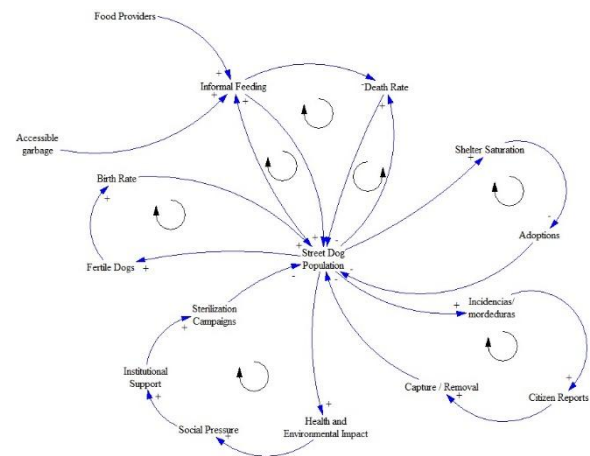 Food Providers
+
+
+
Informal Feeding
-
Death Rate
+
Accessible
garbage
Shelter Saturation
+
Birth Rate
+
-
Adoptions
+
+
-
-
Street Dog
Population
-
-
-
Fertile Dogs
+
+
Incidencias/
mordeduras
Sterilization
Campaigns
+
Institutional
Support
+
Capture / Removal
+
+
Citizen Reports
+
Health and
Environmental Impact
Social Pressure
+